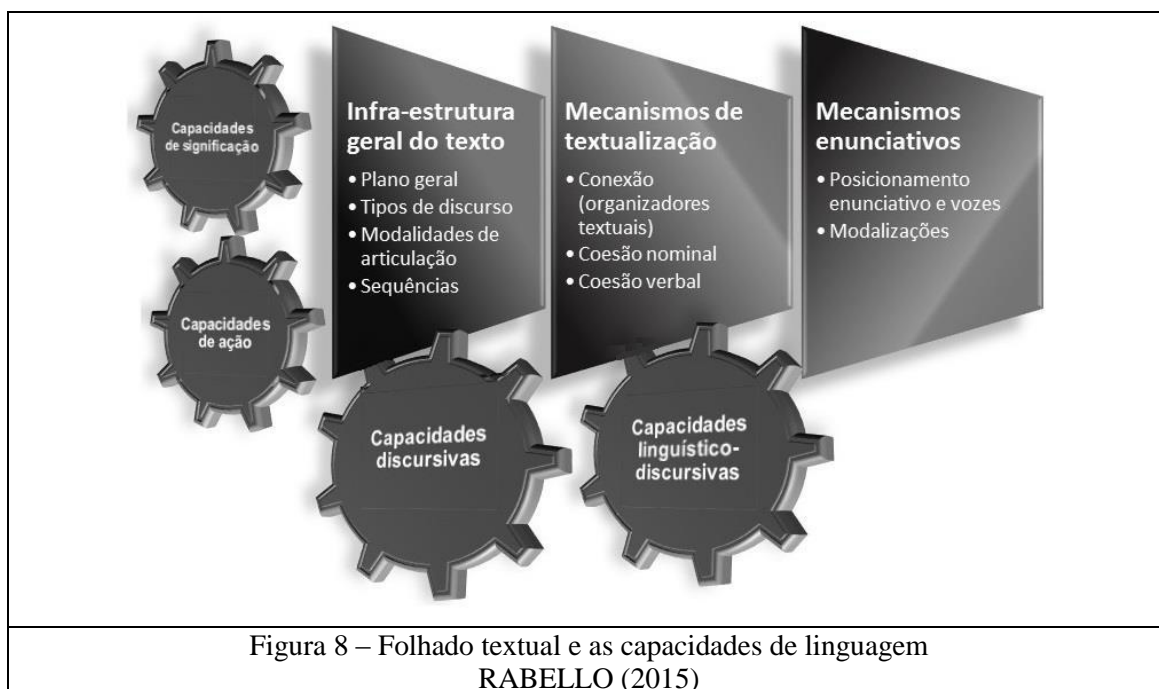 Capacidades
de significação
Capacidades
de ação
Infra-estrutura
geral do texto
• Plano geral
• Tipos de discurso
• Modalidades de
articulação
• Sequências
Mecanismos de
textualização
• Conexão
(organizadores
textuais)
• Coesão nominal
• Coesão verbal
Mecanismos
enunciativos
• Posicionamento
enunciativo e vozes
• Modalizações
Capacidades
discursivas
Capacidades
linguístico-
discursivas
Figura 8 – Folhado textual e as capacidades de linguagem
RABELLO (2015)